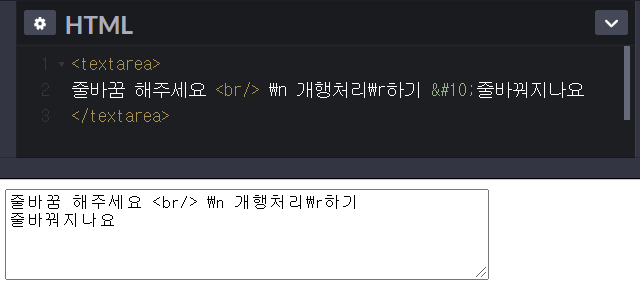 HTML
1 <textarea>
2 줄바꿈 해주세요 <br/> ₩n 개행처리₩r하기 &#10;줄바꿔지나요
3 </textarea>
줄바꿈 해주세요 <br/> ₩n 개행처리₩r하기
줄바꿔지나요